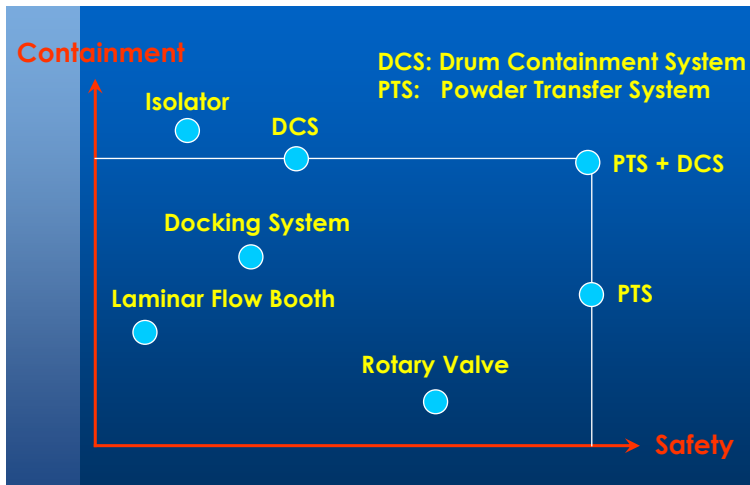 Containment
DCS: Drum Containment System
PTS: Powder Transfer System
Isolator
DCS
PTS + DCS
Docking System
Laminar Flow Booth
PTS
Rotary Valve
Safety